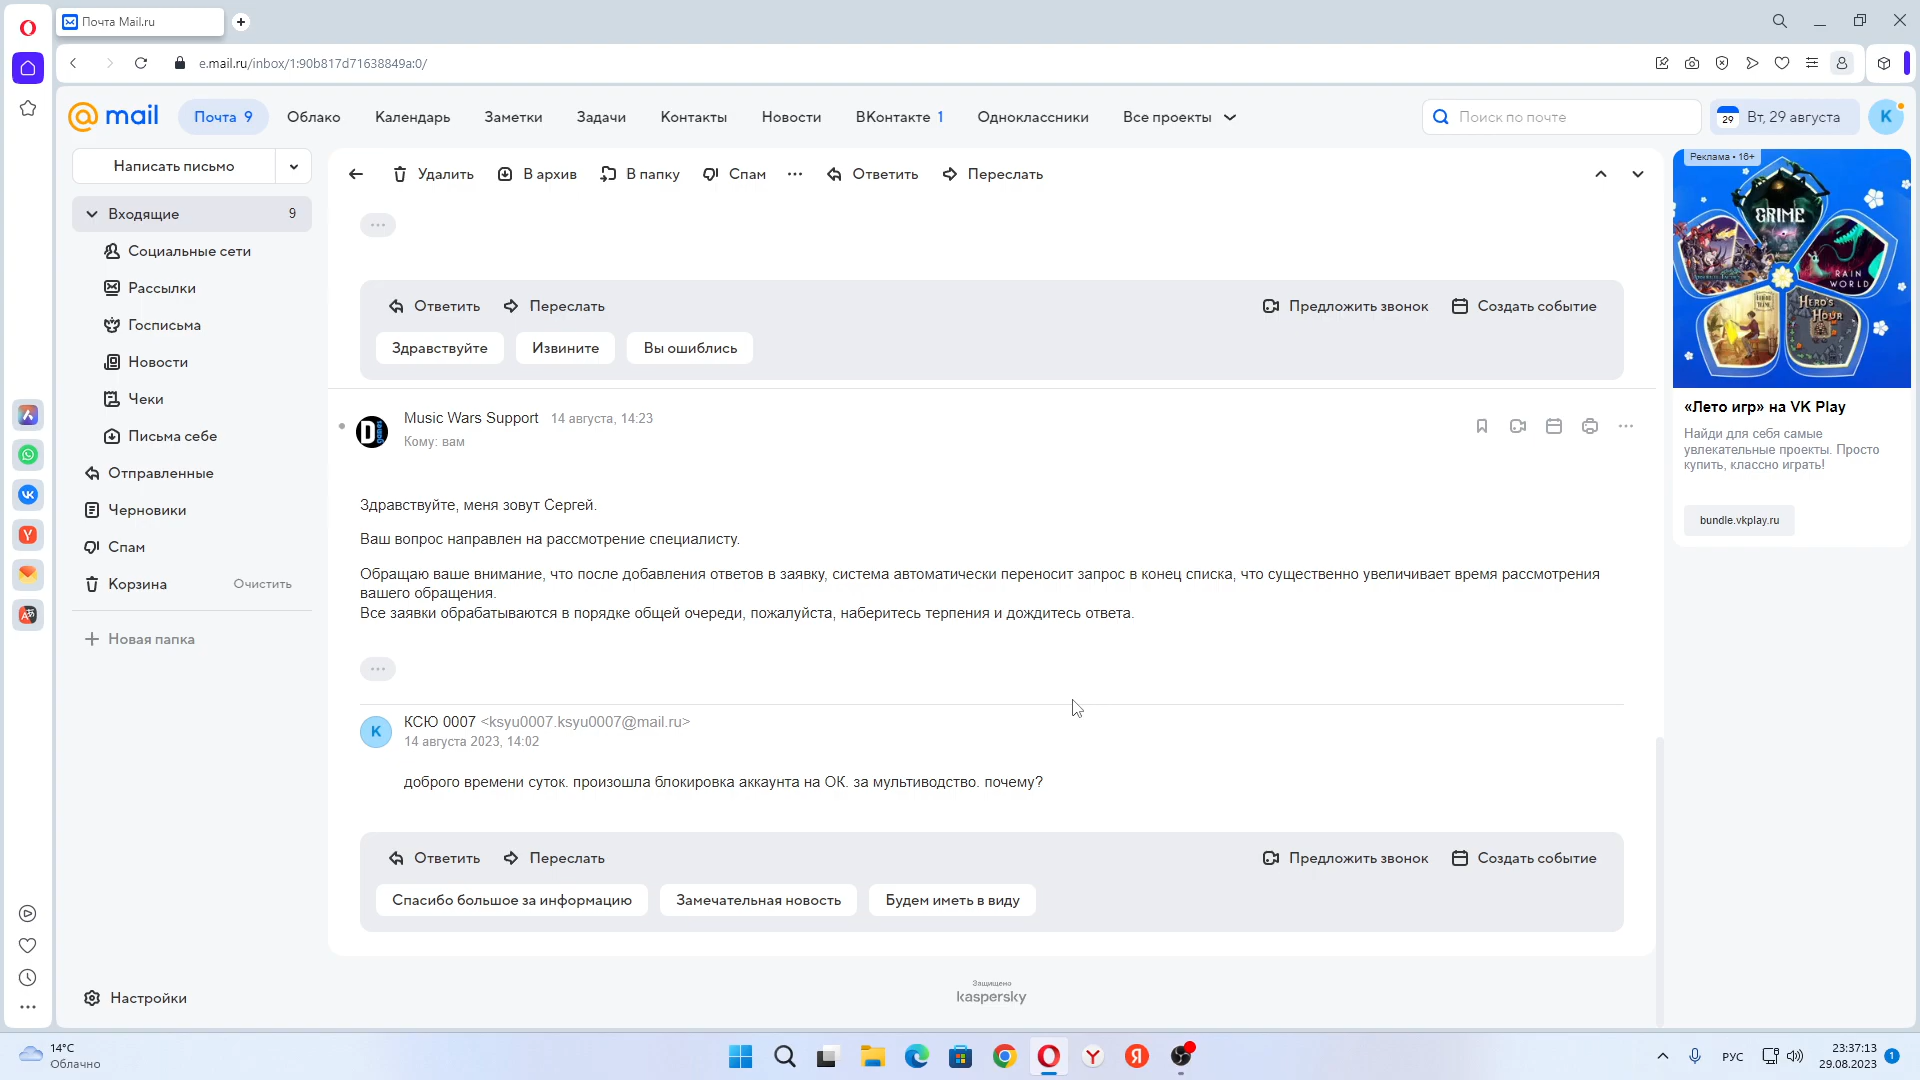 Почта Mail.ru
e.mail.ru/inbox/1:90b817d71638849a:0/
@mail
Почта 9
Облако
Календарь
Заметки
Задачи
Контакты
Новости
ВКонтакте 1
Одноклассники
Все проекты
Поиск по почте
29
Вт, 29 августа
К
Написать письмо
Удалить
В архив
В папку
Спам
Ответить
Переслать
Входящие 9
Социальные сети
Рассылки
Госписьма
Новости
Чеки
Письма себе
Отправленные
Черновики
Спам
Корзина Очистить
Новая папка
Настройки
Ответить
Переслать
Предложить звонок
Создать событие
Здравствуйте
Извините
Вы ошиблись
Music Wars Support 14 августа, 14:23
Кому: вам
Здравствуйте, меня зовут Сергей.
Ваш вопрос направлен на рассмотрение специалисту.
Обращаю ваше внимание, что после добавления ответов в заявку, система автоматически переносит запрос в конец списка, что существенно увеличивает время рассмотрения
вашего обращения.
Все заявки обрабатываются в порядке общей очереди, пожалуйста, наберитесь терпения и дождитесь ответа.
К
КСЮ 0007 <ksyu0007.ksyu0007@mail.ru>
14 августа 2023, 14:02
доброго времени суток. произошла блокировка аккаунта на ОК. за мультиводство. почему?
Ответить
Переслать
Предложить звонок
Создать событие
Спасибо большое за информацию
Замечательная новость
Будем иметь в виду
Защищено
kaspersky
Реклама • 16+
GRIME
RAIN
WORLD
HERO'S
HOUR
«Лето игр» на VK Play
Найди для себя самые
увлекательные проекты. Просто
купить, классно играть!
bundle.vkplay.ru
14°C
Облачно
РУС
23:37:13
29.08.2023
1